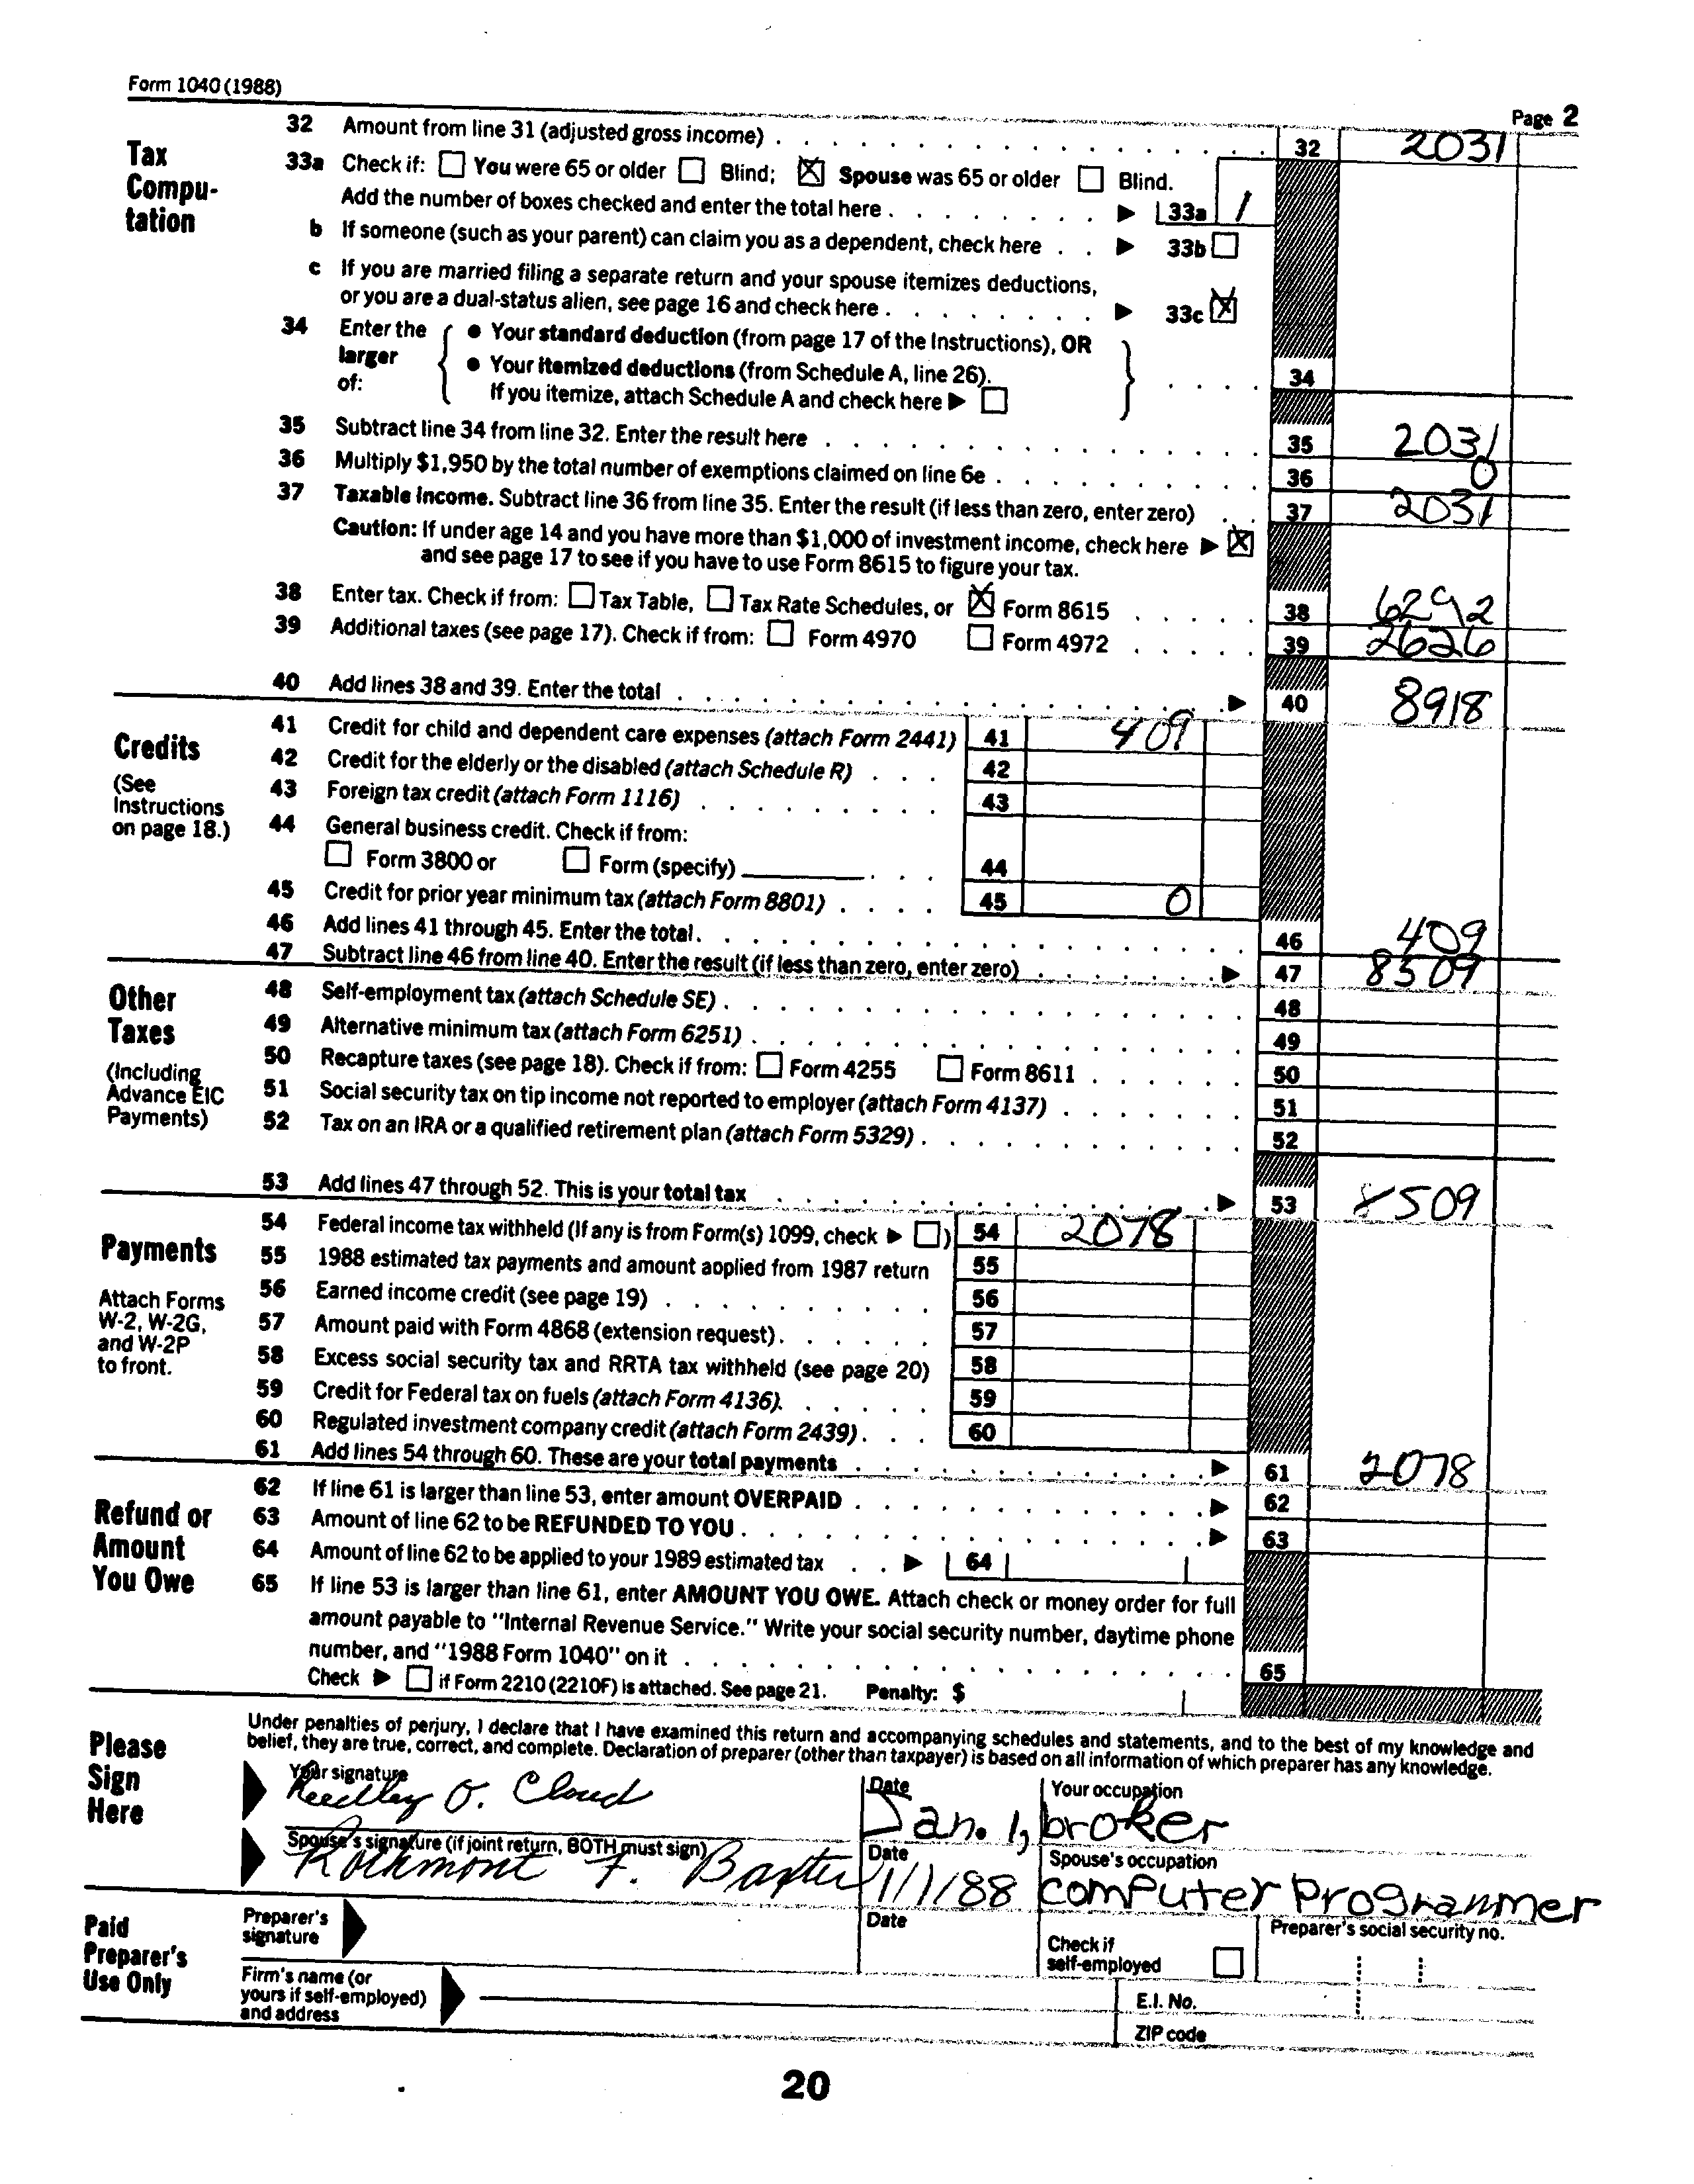 Form 1040 (1988)
Page 2
Tax Compu-tation
32 Amount from line 31 (adjusted gross income) . . . . 32 2031
33a Check if: ☐ You were 65 or older ☐ Blind; ☒ Spouse was 65 or older ☐ Blind.
Add the number of boxes checked and enter the total here . . . . ▶ 33a 1
b If someone (such as your parent) can claim you as a dependent, check here . . ▶ 33b ☐
c If you are married filing a separate return and your spouse itemizes deductions,
or you are a dual-status alien, see page 16 and check here . . . . ▶ 33c ☒
34 Enter the larger of: { ● Your standard deduction (from page 17 of the Instructions), OR
● Your itemized deductions (from Schedule A, line 26).
If you itemize, attach Schedule A and check here ▶ ☐ } . . . . 34
35 Subtract line 34 from line 32. Enter the result here . . . . 35 2031
36 Multiply $1,950 by the total number of exemptions claimed on line 6e . . . . 36 0
37 Taxable income. Subtract line 36 from line 35. Enter the result (if less than zero, enter zero) . . 37 2031
Caution: If under age 14 and you have more than $1,000 of investment income, check here ▶ ☒
and see page 17 to see if you have to use Form 8615 to figure your tax.
38 Enter tax. Check if from: ☐ Tax Table, ☐ Tax Rate Schedules, or ☒ Form 8615 . . . . 38 6292
39 Additional taxes (see page 17). Check if from: ☐ Form 4970 ☐ Form 4972 . . . . 39 2626
40 Add lines 38 and 39. Enter the total . . . . ▶ 40 8918
Credits
(See Instructions on page 18.)
41 Credit for child and dependent care expenses (attach Form 2441) 41 409
42 Credit for the elderly or the disabled (attach Schedule R) . . . 42
43 Foreign tax credit (attach Form 1116) . . . . 43
44 General business credit. Check if from:
☐ Form 3800 or ☐ Form (specify) ________ . . . 44
45 Credit for prior year minimum tax (attach Form 8801) . . . . 45 0
46 Add lines 41 through 45. Enter the total . . . . 46 409
47 Subtract line 46 from line 40. Enter the result (if less than zero, enter zero) . . . . ▶ 47 8509
Other Taxes
(Including Advance EIC Payments)
48 Self-employment tax (attach Schedule SE) . . . . 48
49 Alternative minimum tax (attach Form 6251) . . . . 49
50 Recapture taxes (see page 18). Check if from: ☐ Form 4255 ☐ Form 8611 . . . . 50
51 Social security tax on tip income not reported to employer (attach Form 4137) . . . . 51
52 Tax on an IRA or a qualified retirement plan (attach Form 5329) . . . . 52
53 Add lines 47 through 52. This is your total tax . . . . ▶ 53 8509
Payments
Attach Forms W-2, W-2G, and W-2P to front.
54 Federal income tax withheld (If any is from Form(s) 1099, check ▶ ☐) 54 2078
55 1988 estimated tax payments and amount aoplied from 1987 return 55
56 Earned income credit (see page 19) . . . . 56
57 Amount paid with Form 4868 (extension request) . . . . 57
58 Excess social security tax and RRTA tax withheld (see page 20) 58
59 Credit for Federal tax on fuels (attach Form 4136). . . . 59
60 Regulated investment company credit (attach Form 2439) . . . 60
61 Add lines 54 through 60. These are your total payments . . . . ▶ 61 2078
Refund or Amount You Owe
62 If line 61 is larger than line 53, enter amount OVERPAID . . . . ▶ 62
63 Amount of line 62 to be REFUNDED TO YOU . . . . ▶ 63
64 Amount of line 62 to be applied to your 1989 estimated tax . . ▶ 64
65 If line 53 is larger than line 61, enter AMOUNT YOU OWE. Attach check or money order for full
amount payable to "Internal Revenue Service." Write your social security number, daytime phone
number, and "1988 Form 1040" on it . . . . 65
Check ▶ ☐ if Form 2210 (2210F) is attached. See page 21. Penalty: $
Please Sign Here
Under penalties of perjury, I declare that I have examined this return and accompanying schedules and statements, and to the best of my knowledge and
belief, they are true, correct, and complete. Declaration of preparer (other than taxpayer) is based on all information of which preparer has any knowledge.
Your signature Reedley O. Cloud Date Jan. 1, Your occupation broker
Spouse's signature (if joint return, BOTH must sign) Rothmont F. Baxter Date 1/1/88 Spouse's occupation computer Programmer
Paid Preparer's Use Only
Preparer's signature Date Check if self-employed ☐ Preparer's social security no.
Firm's name (or yours if self-employed) and address E.I. No.
ZIP code
20